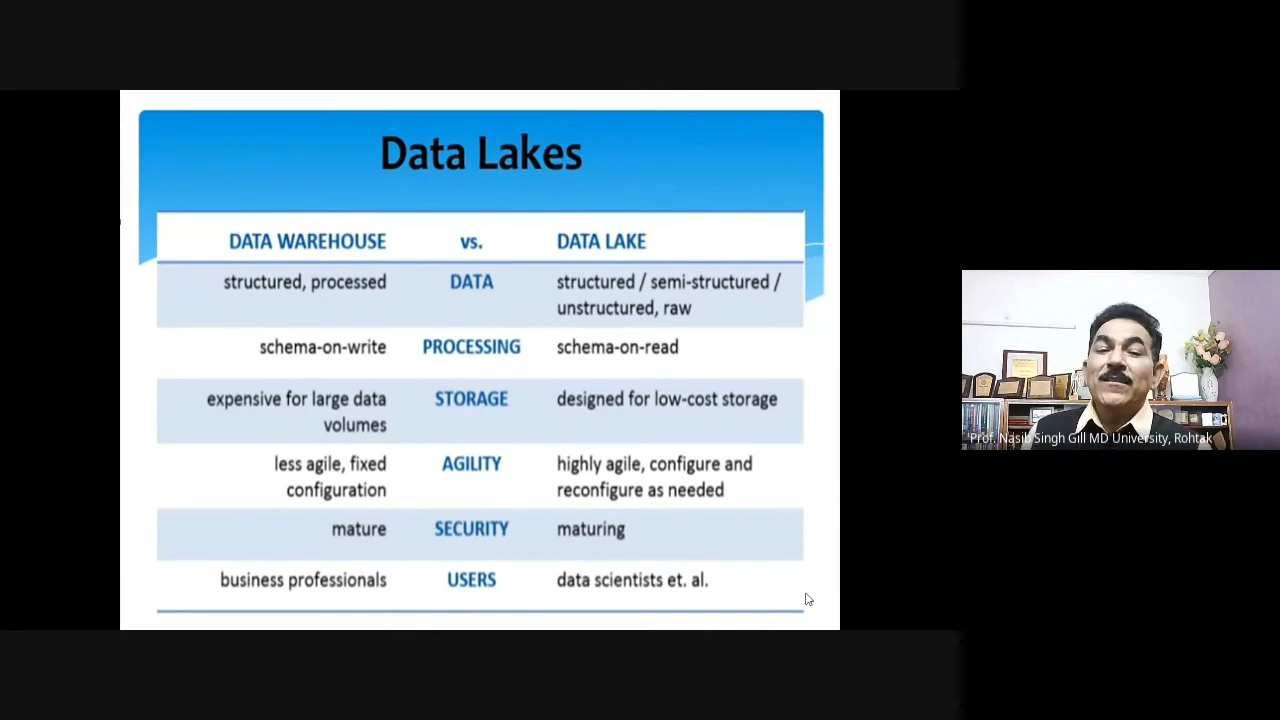 Data Lakes
DATA WAREHOUSE vs. DATA LAKE
structured, processed DATA structured / semi-structured /
unstructured, raw
schema-on-write PROCESSING schema-on-read
expensive for large data STORAGE designed for low-cost storage
volumes
less agile, fixed AGILITY highly agile, configure and
configuration reconfigure as needed
mature SECURITY maturing
business professionals USERS data scientists et. al.
'Prof. Nasib Singh Gill MD University, Rohtak